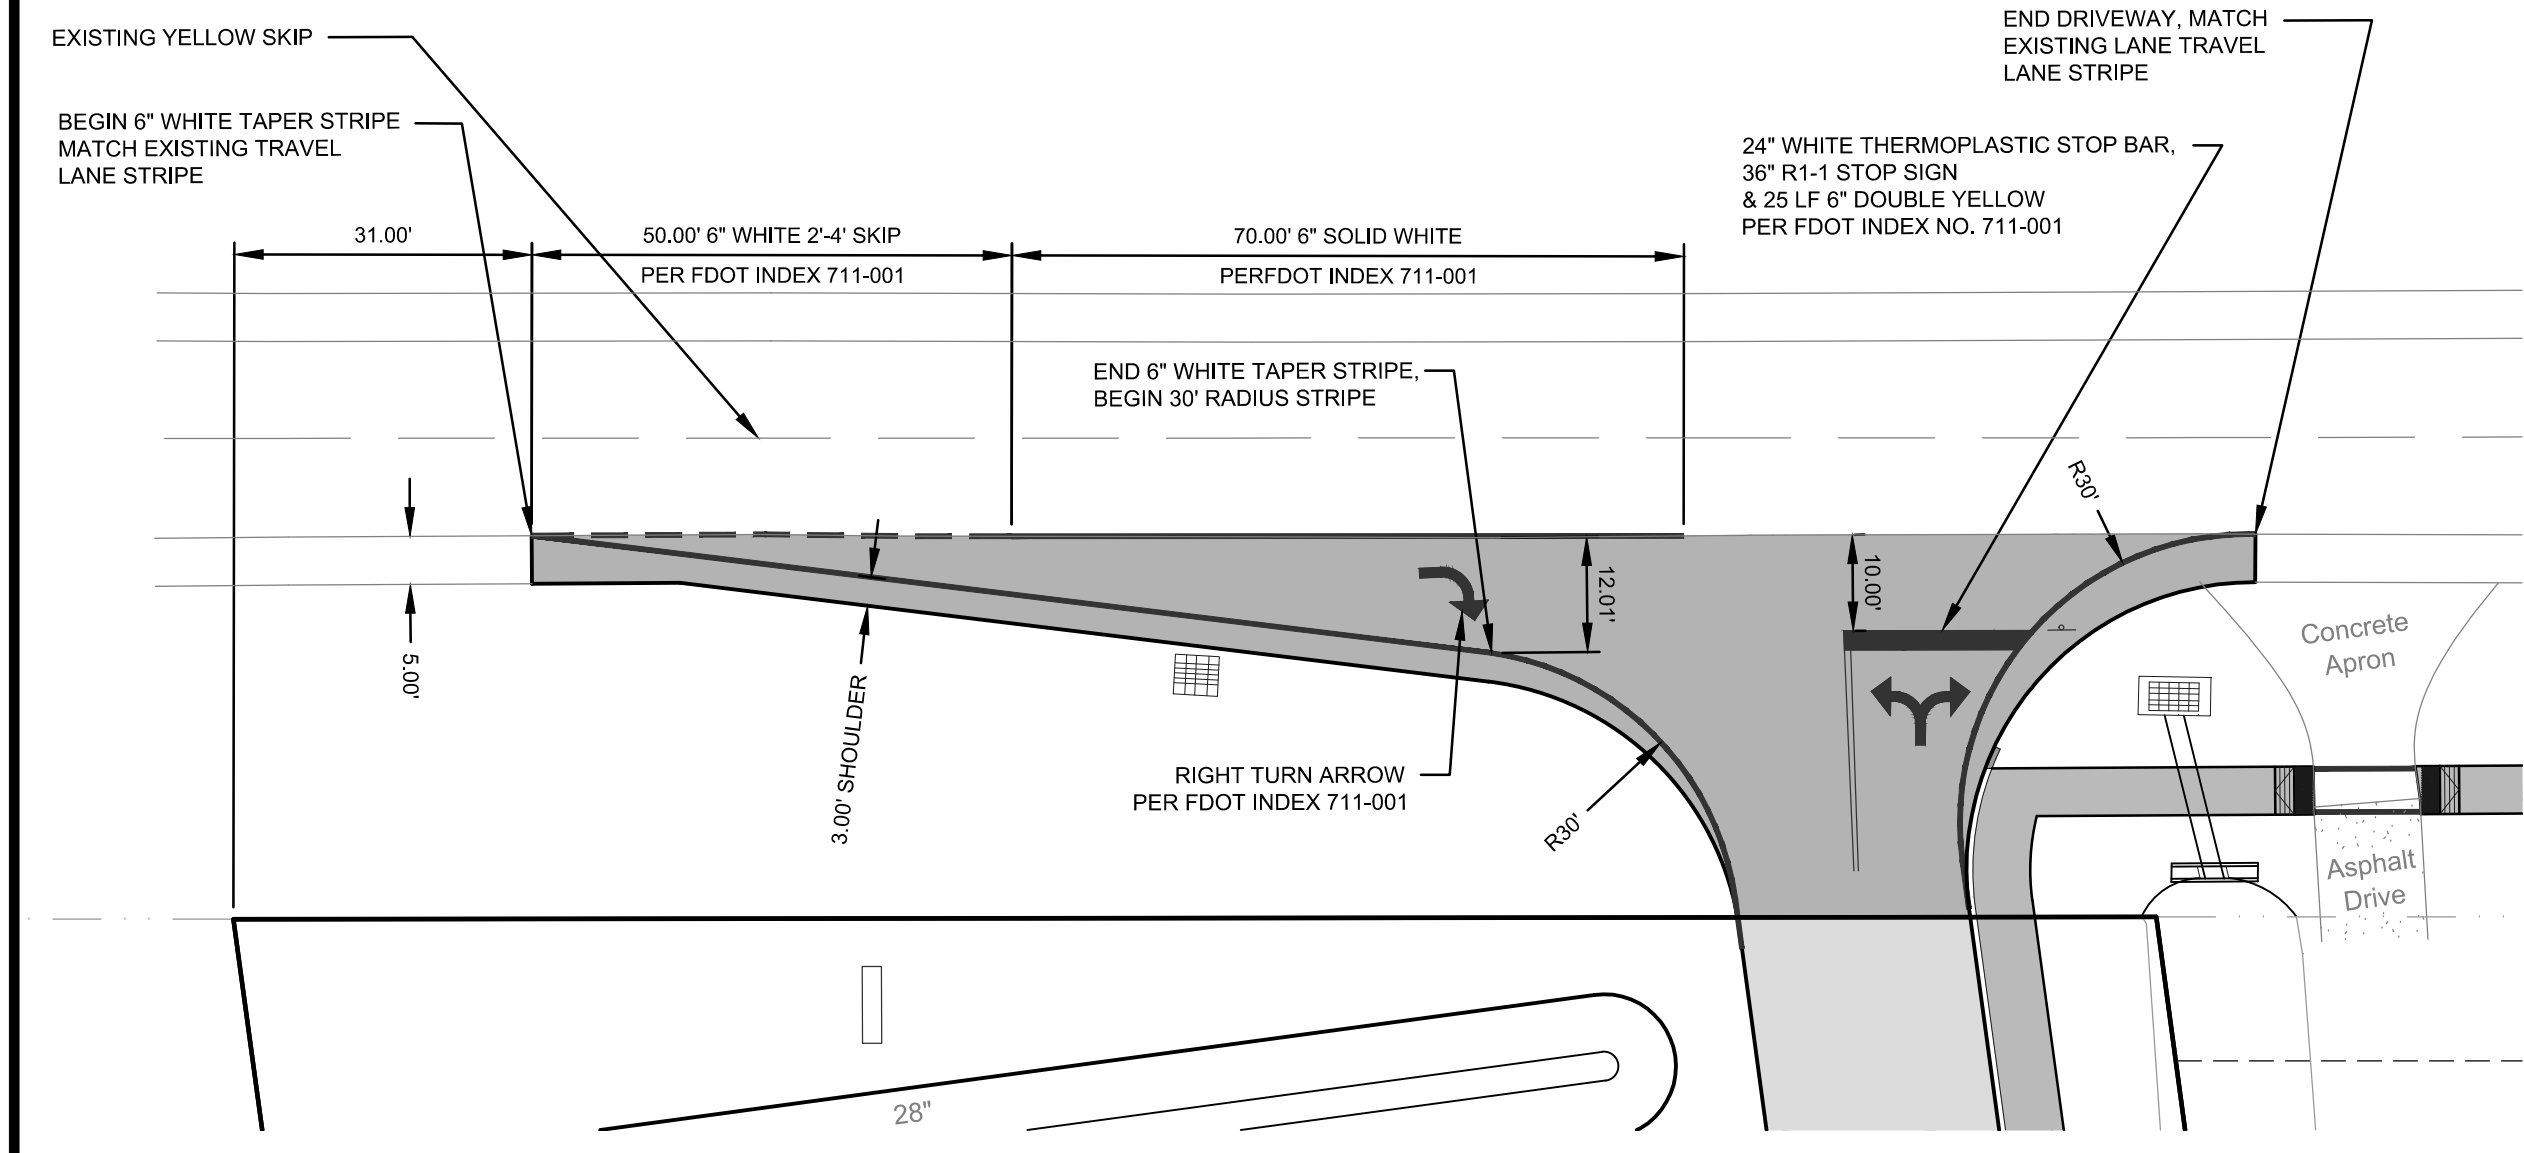 EXISTING YELLOW SKIP
END DRIVEWAY, MATCH
EXISTING LANE TRAVEL
LANE STRIPE
BEGIN 6" WHITE TAPER STRIPE
MATCH EXISTING TRAVEL
LANE STRIPE
24" WHITE THERMOPLASTIC STOP BAR,
36" R1-1 STOP SIGN
& 25 LF 6" DOUBLE YELLOW
PER FDOT INDEX NO. 711-001
31.00'
50.00' 6" WHITE 2'-4' SKIP
PER FDOT INDEX 711-001
70.00' 6" SOLID WHITE
PERFDOT INDEX 711-001
END 6" WHITE TAPER STRIPE,
BEGIN 30' RADIUS STRIPE
R30'
12.01'
10.00'
5.00'
3.00' SHOULDER
Concrete
Apron
RIGHT TURN ARROW
PER FDOT INDEX 711-001
R30'
Asphalt
Drive
28"